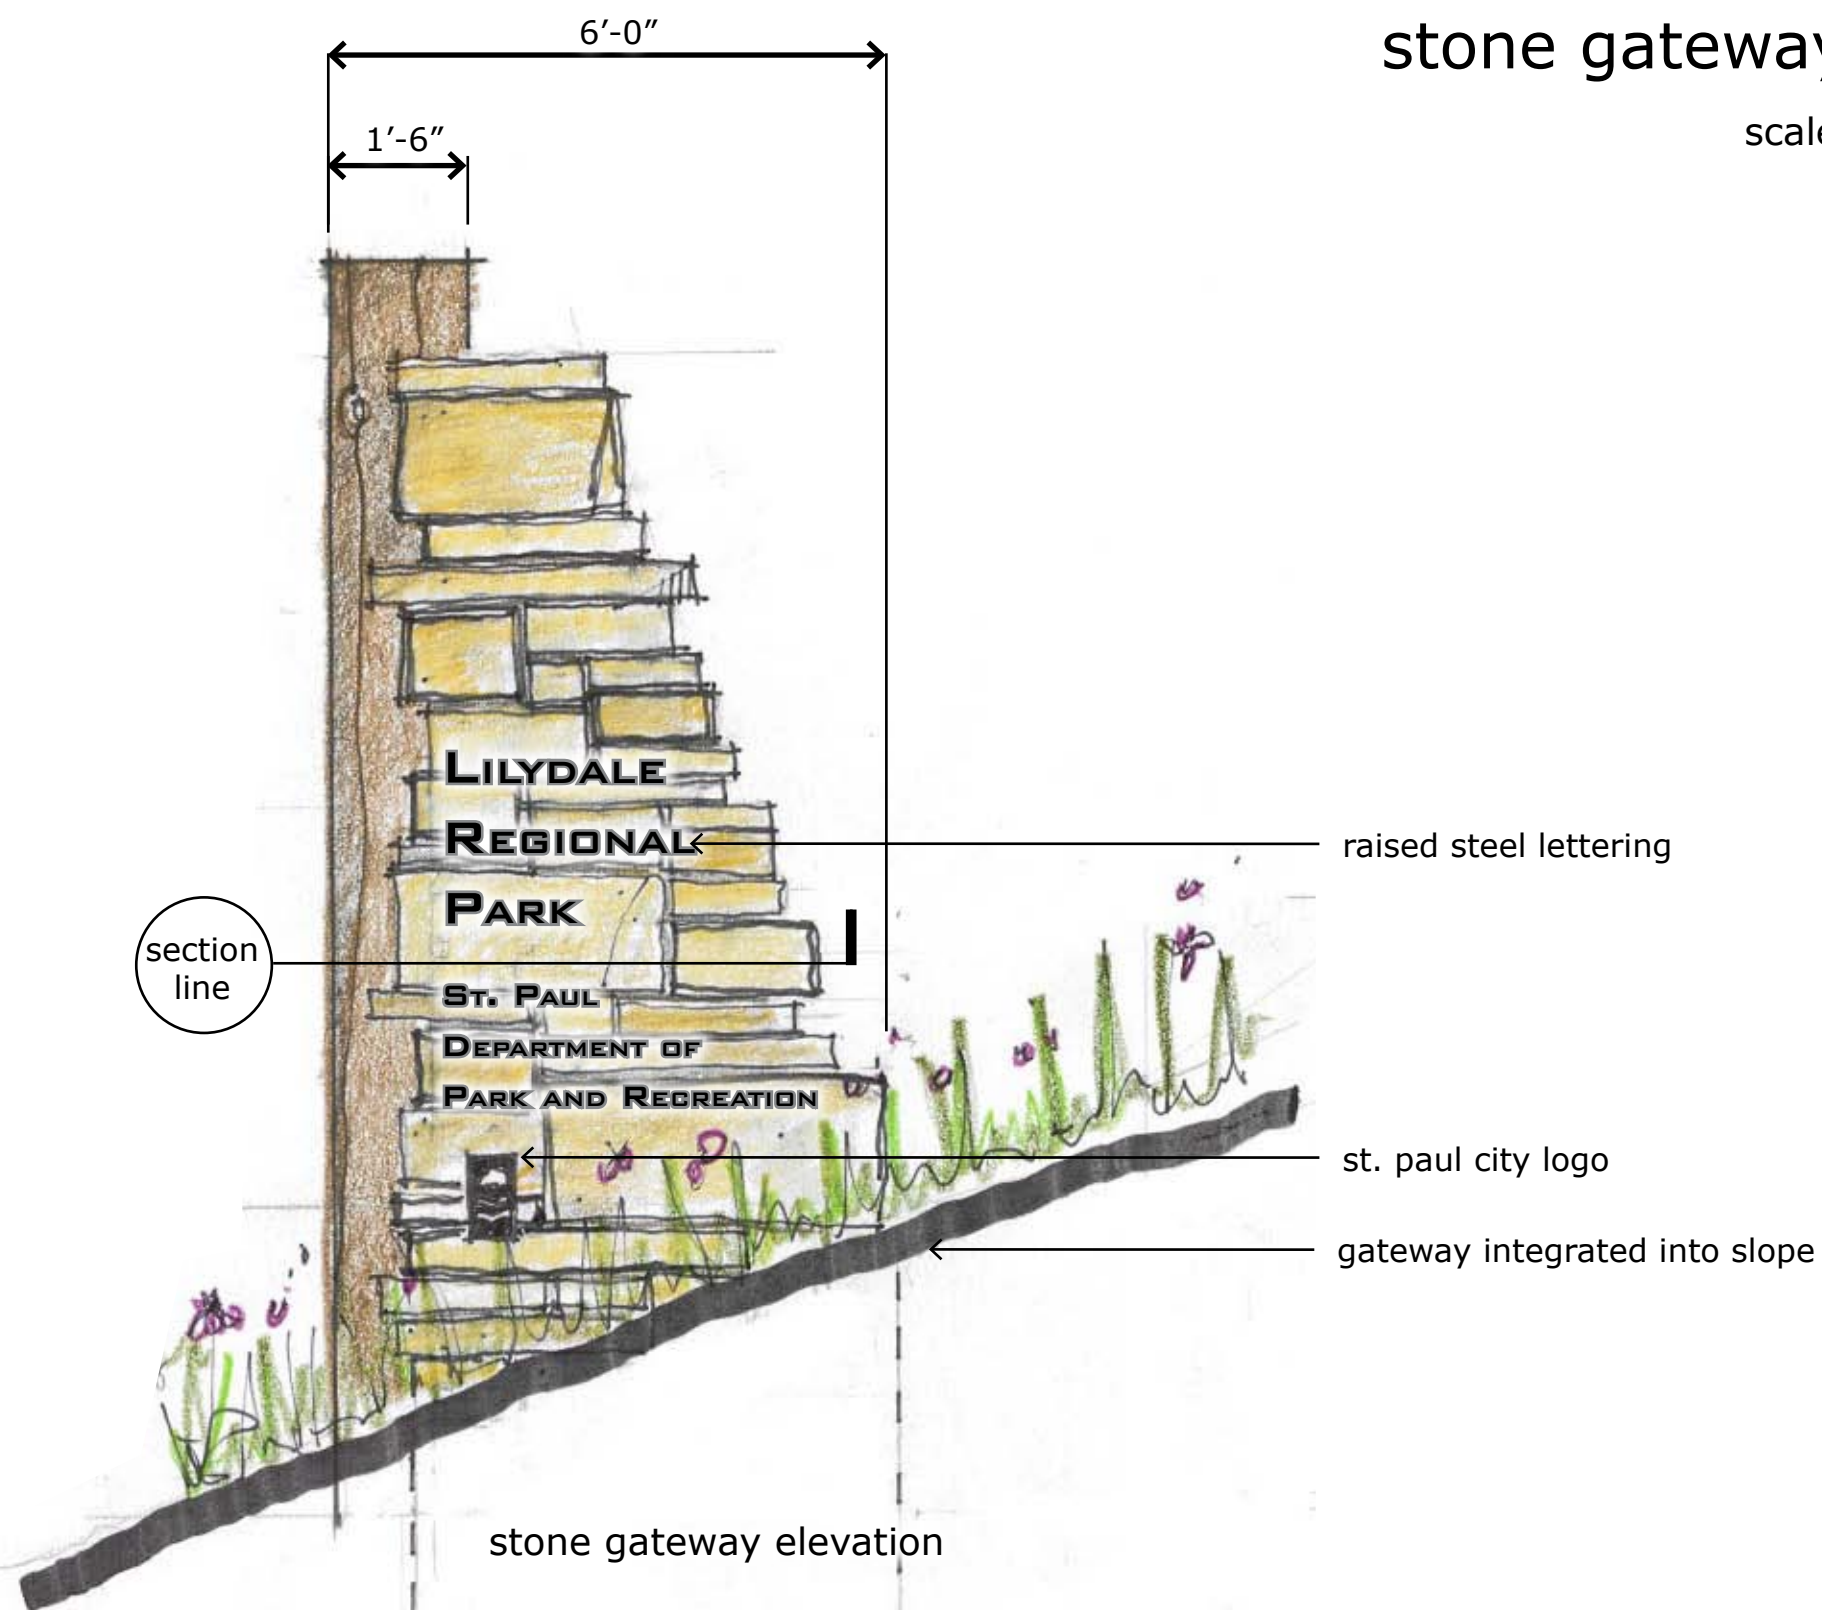 6’-0”
stone gateway
scale
1’-6”
LILYDALE
REGIONAL
raised steel lettering
PARK
section
line
ST. PAUL
DEPARTMENT OF
PARK AND RECREATION
st. paul city logo
gateway integrated into slope
stone gateway elevation